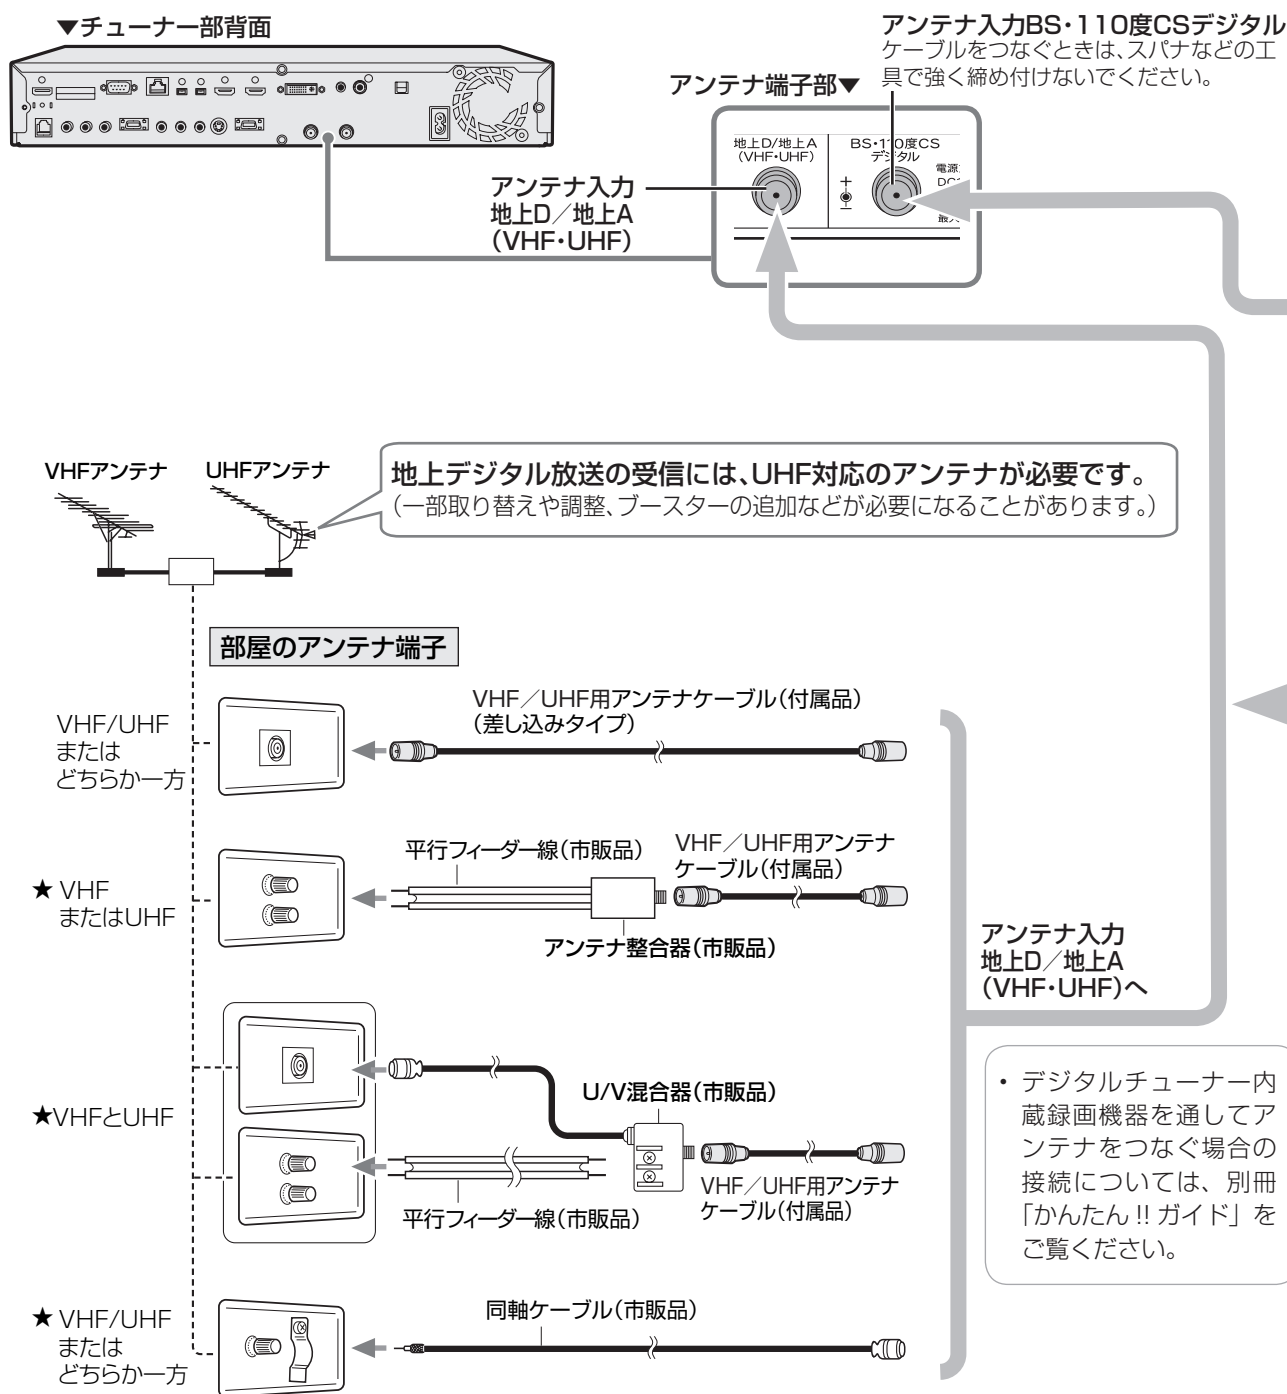 ▼チューナー部背面
アンテナ入力BS・110度CSデジタル
ケーブルをつなぐときは、スパナなどの工
具で強く締め付けないでください。
アンテナ端子部▼
地上D/地上A
(VHF・UHF)
BS・110度CS
デジタル
電源
アンテナ入力
地上D/地上A
(VHF・UHF)
VHFアンテナ
UHFアンテナ
地上デジタル放送の受信には、UHF対応のアンテナが必要です。
(一部取り替えや調整、ブースターの追加などが必要になることがあります。)
部屋のアンテナ端子
VHF/UHF
または
どちらか一方
VHF/UHF用アンテナケーブル(付属品)
(差し込みタイプ)
★ VHF
またはUHF
平行フィーダー線(市販品)
VHF/UHF用アンテナ
ケーブル(付属品)
アンテナ整合器(市販品)
アンテナ入力
地上D/地上A
(VHF・UHF)へ
★VHFとUHF
U/V混合器(市販品)
VHF/UHF用アンテナ
ケーブル(付属品)
平行フィーダー線(市販品)
• デジタルチューナー内
蔵録画機器を通してア
ンテナをつなぐ場合の
接続については、別冊
「かんたん!!ガイド」を
ご覧ください。
★ VHF/UHF
または
どちらか一方
同軸ケーブル(市販品)